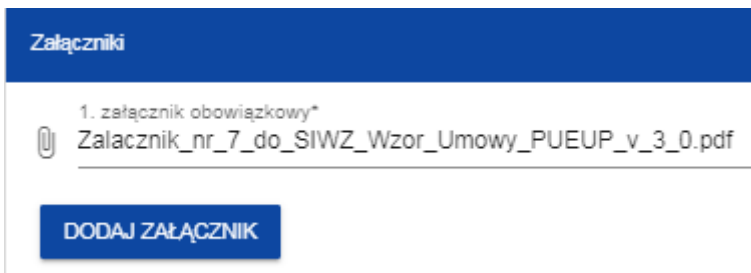 Załączniki
1. załącznik obowiązkowy*
Zalacznik_nr_7_do_SIWZ_Wzor_Umowy_PUEUP_v_3_0.pdf
DODAJ ZAŁĄCZNIK